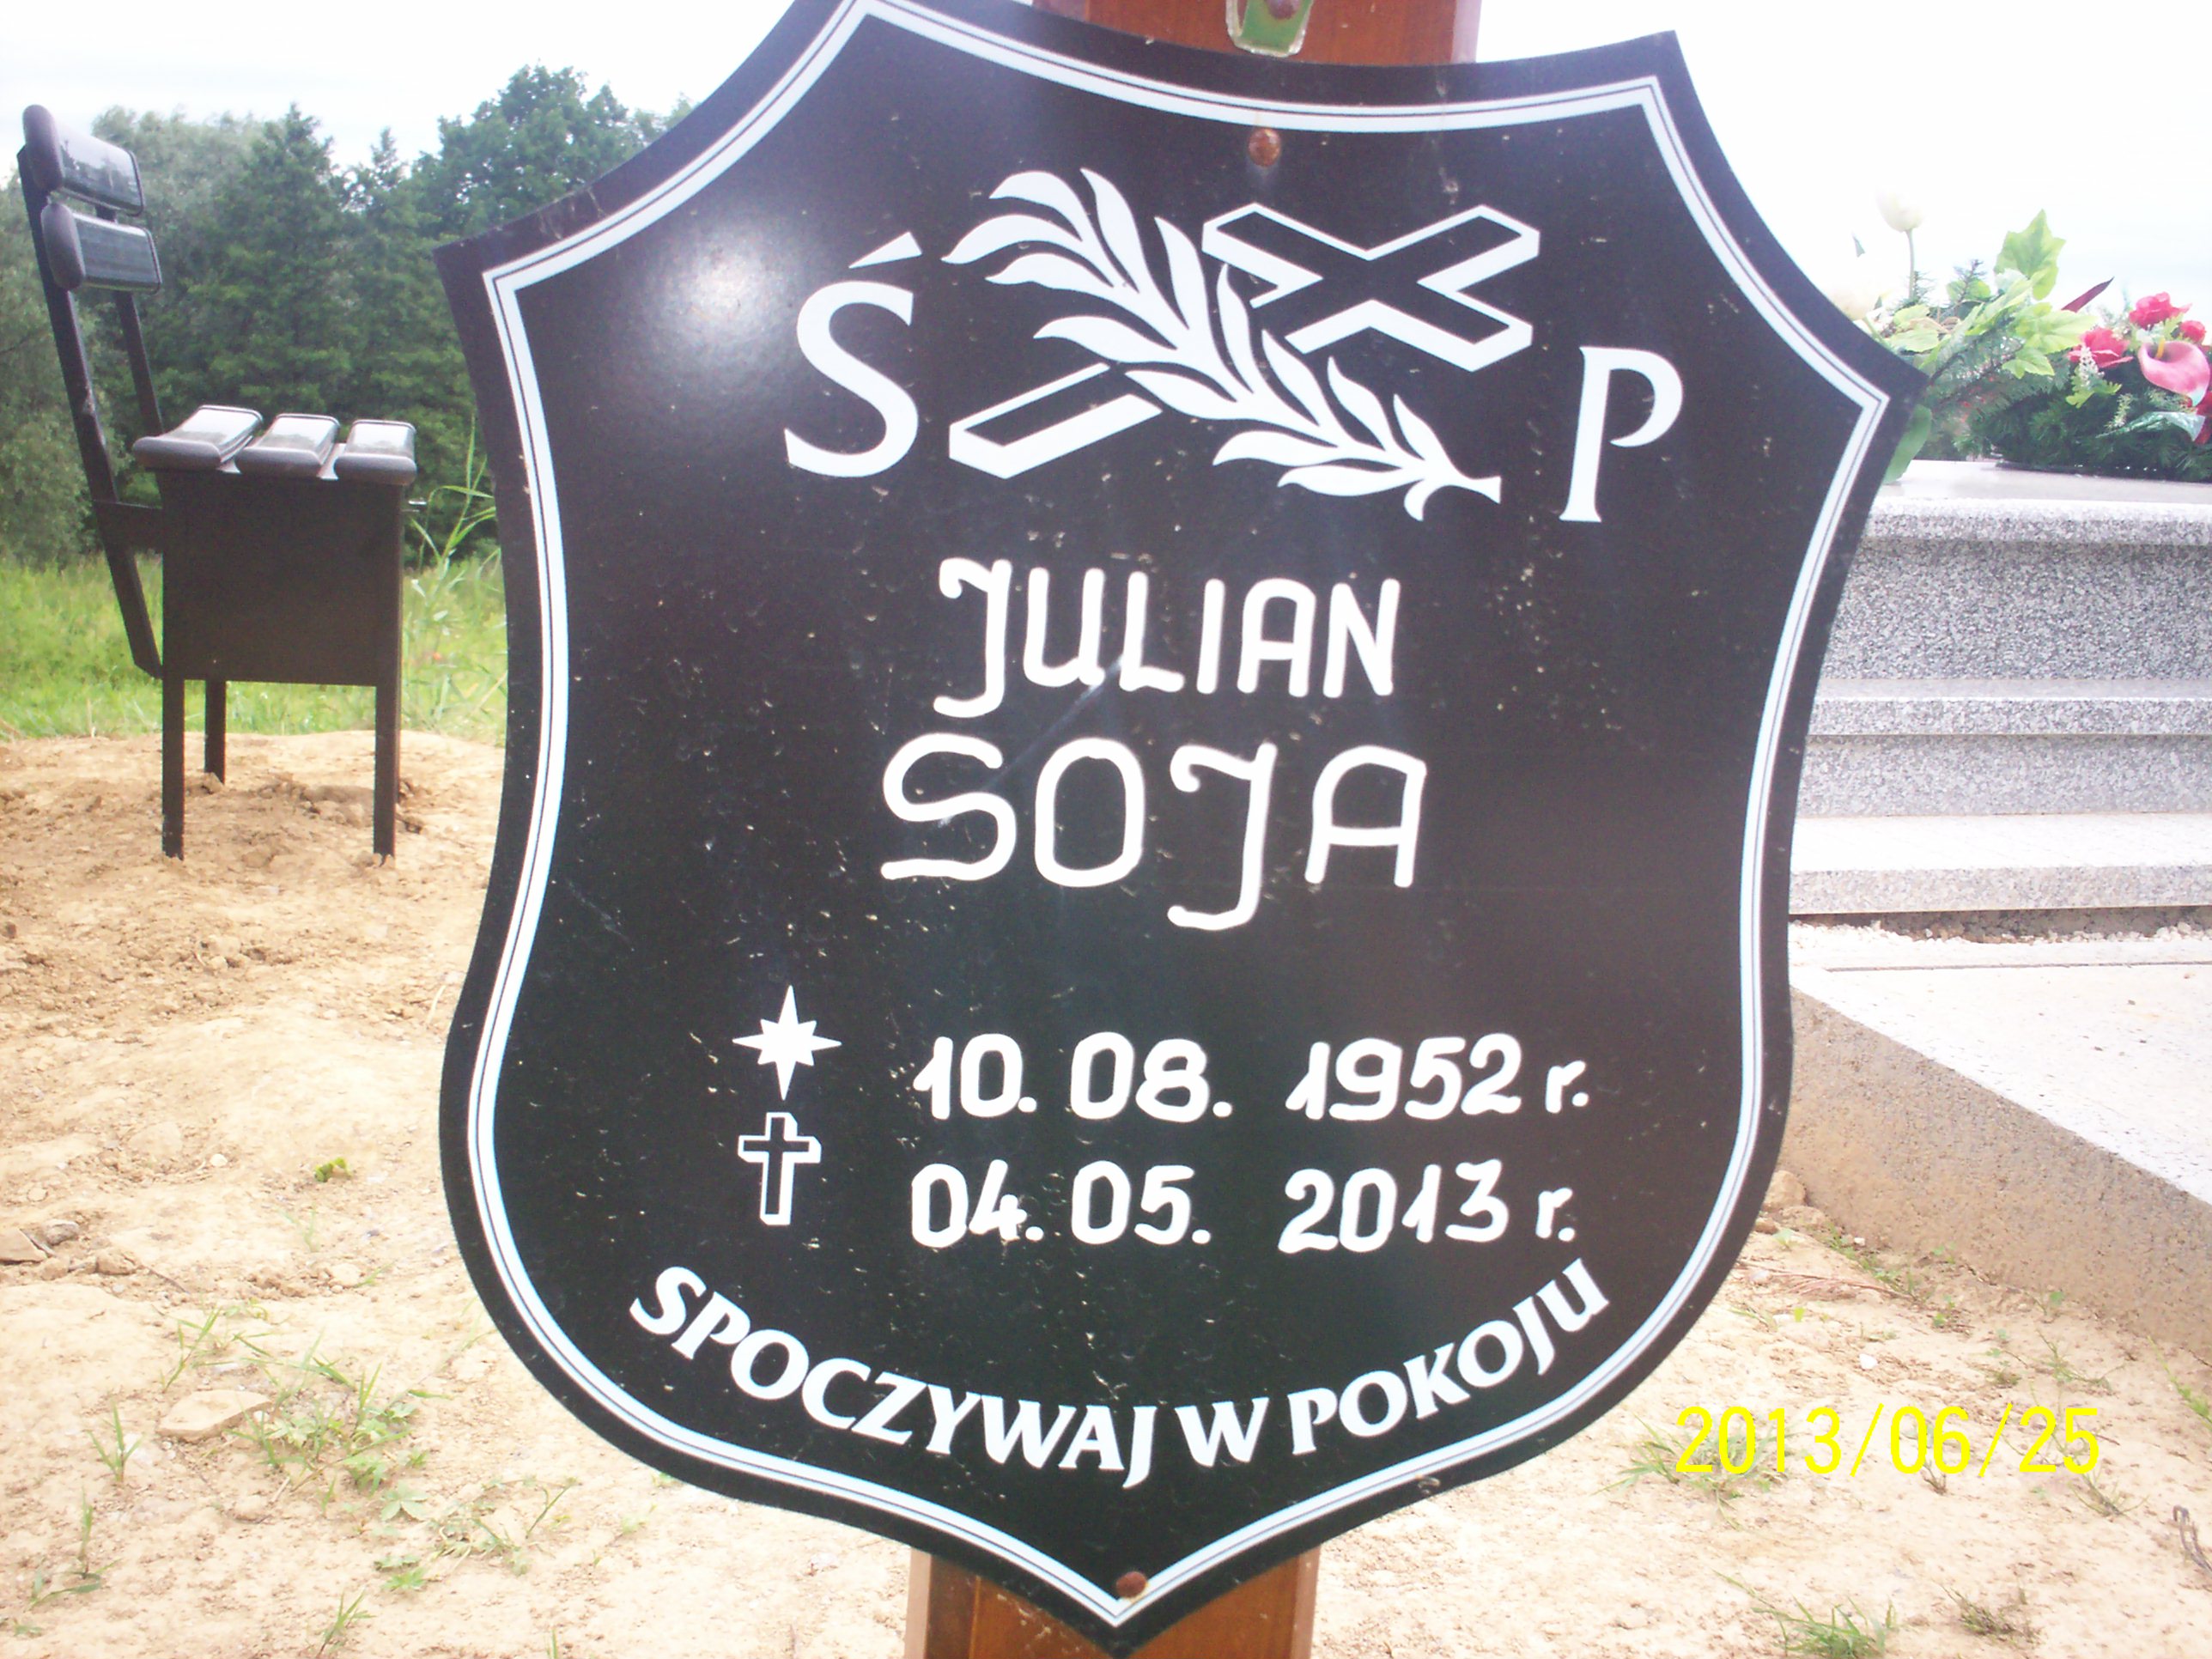 Ś P
JULIAN
SOJA
10. 08. 1952 r.
04. 05. 2013 r.
SPOCZYWAJ W POKOJU
2013/06/25